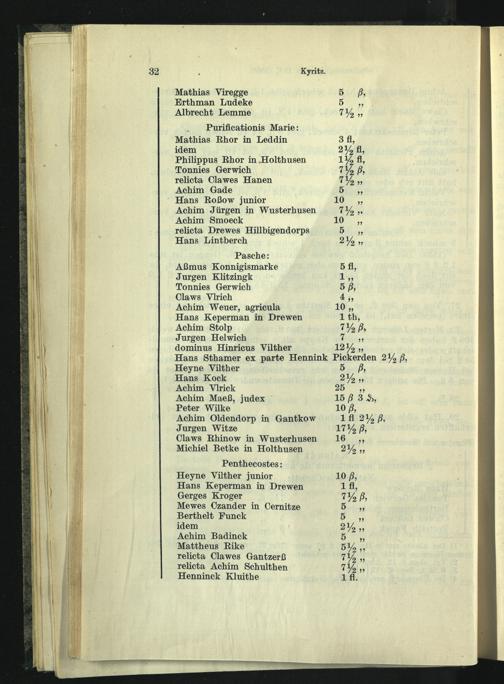 32 Kyritz.
Mathias Viregge 5 β,
Erthman Ludeke 5 „
Albrecht Lemme 7½ „
Purificationis Marie:
Mathias Rhor in Leddin 3 fl,
idem 2½ fl,
Philippus Rhor in Holthusen 1½ fl,
Tonnies Gerwich 7½ β,
relicta Clawes Hanen 7½ „
Achim Gade 5 „
Hans Roßow junior 10 „
Achim Jürgen in Wusterhusen 7½ „
Achim Smoeck 10 „
relicta Drewes Hillbigendorps 5 „
Hans Lintberch 2½ „
Pasche:
Aßmus Konnigismarke 5 fl,
Jurgen Klitzingk 1 „
Tonnies Gerwich 5 β,
Claws Vlrich 4 „
Achim Weuer, agricula 10 „
Hans Keperman in Drewen 1 th,
Achim Stolp 7½ β,
Jurgen Helwich 7 „
dominus Hinricus Vilther 12½ „
Hans Sthamer ex parte Hennink Pickerden 2½ β,
Heyne Vilther 5 β,
Hans Kock 2½ „
Achim Vlrick 25 „
Achim Maeß, judex 15 β 3
Peter Wilke 10 β,
Achim Oldendorp in Gantkow 1 fl 2½ β,
Jurgen Witze 17½ β,
Claws Rhinow in Wusterhusen 16 „
Michiel Betke in Holthusen 2½ „
Penthecostes:
Heyne Vilther junior 10 β,
Hans Keperman in Drewen 1 fl,
Gerges Kroger 7½ β,
Mewes Czander in Cernitze 5 „
Berthelt Funck 5 „
idem 2½ „
Achim Badinck 5 „
Mattheus Rike 5½ „
relicta Clawes Gantzerß 7½ „
relicta Achim Schulthen 7½ „
Henninck Kluithe 1 fl.